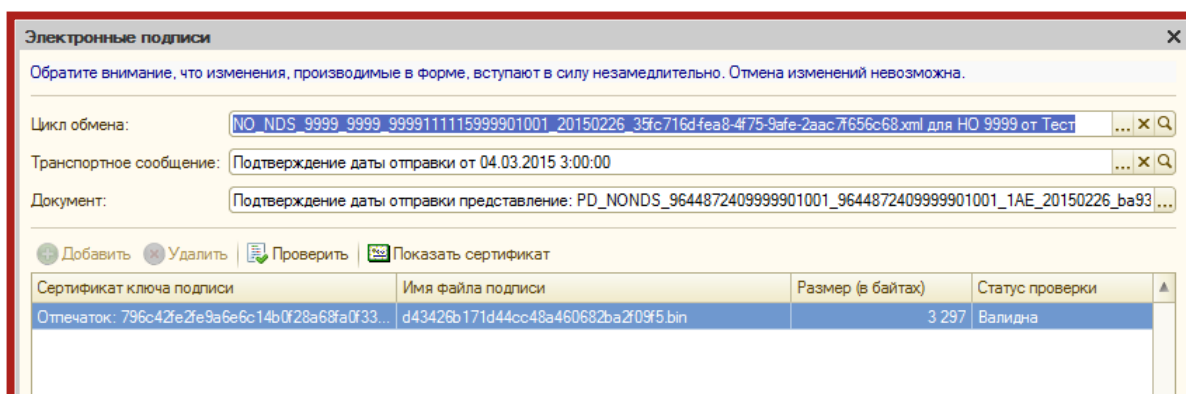 Электронные подписи
Обратите внимание, что изменения, производимые в форме, вступают в силу незамедлительно. Отмена изменений невозможна.
Цикл обмена: NO_NDS_9999_9999_9999111115999901001_20150226_35fc716d-fea8-4f75-9afe-2aac7f656c68.xml для НО 9999 от Тест ...
Транспортное сообщение: Подтверждение даты отправки от 04.03.2015 3:00:00 ...
Документ: Подтверждение даты отправки представление: PD_NONDS_9644872409999901001_9644872409999901001_1AE_20150226_ba93 ...
Добавить Удалить Проверить Показать сертификат
Сертификат ключа подписи Имя файла подписи Размер (в байтах) Статус проверки
Отпечаток: 796c42fe2fe9a6e6c14b0f28a68fa0f33... d43426b171d44cc48a460682ba2f09f5.bin 3 297 Валидна